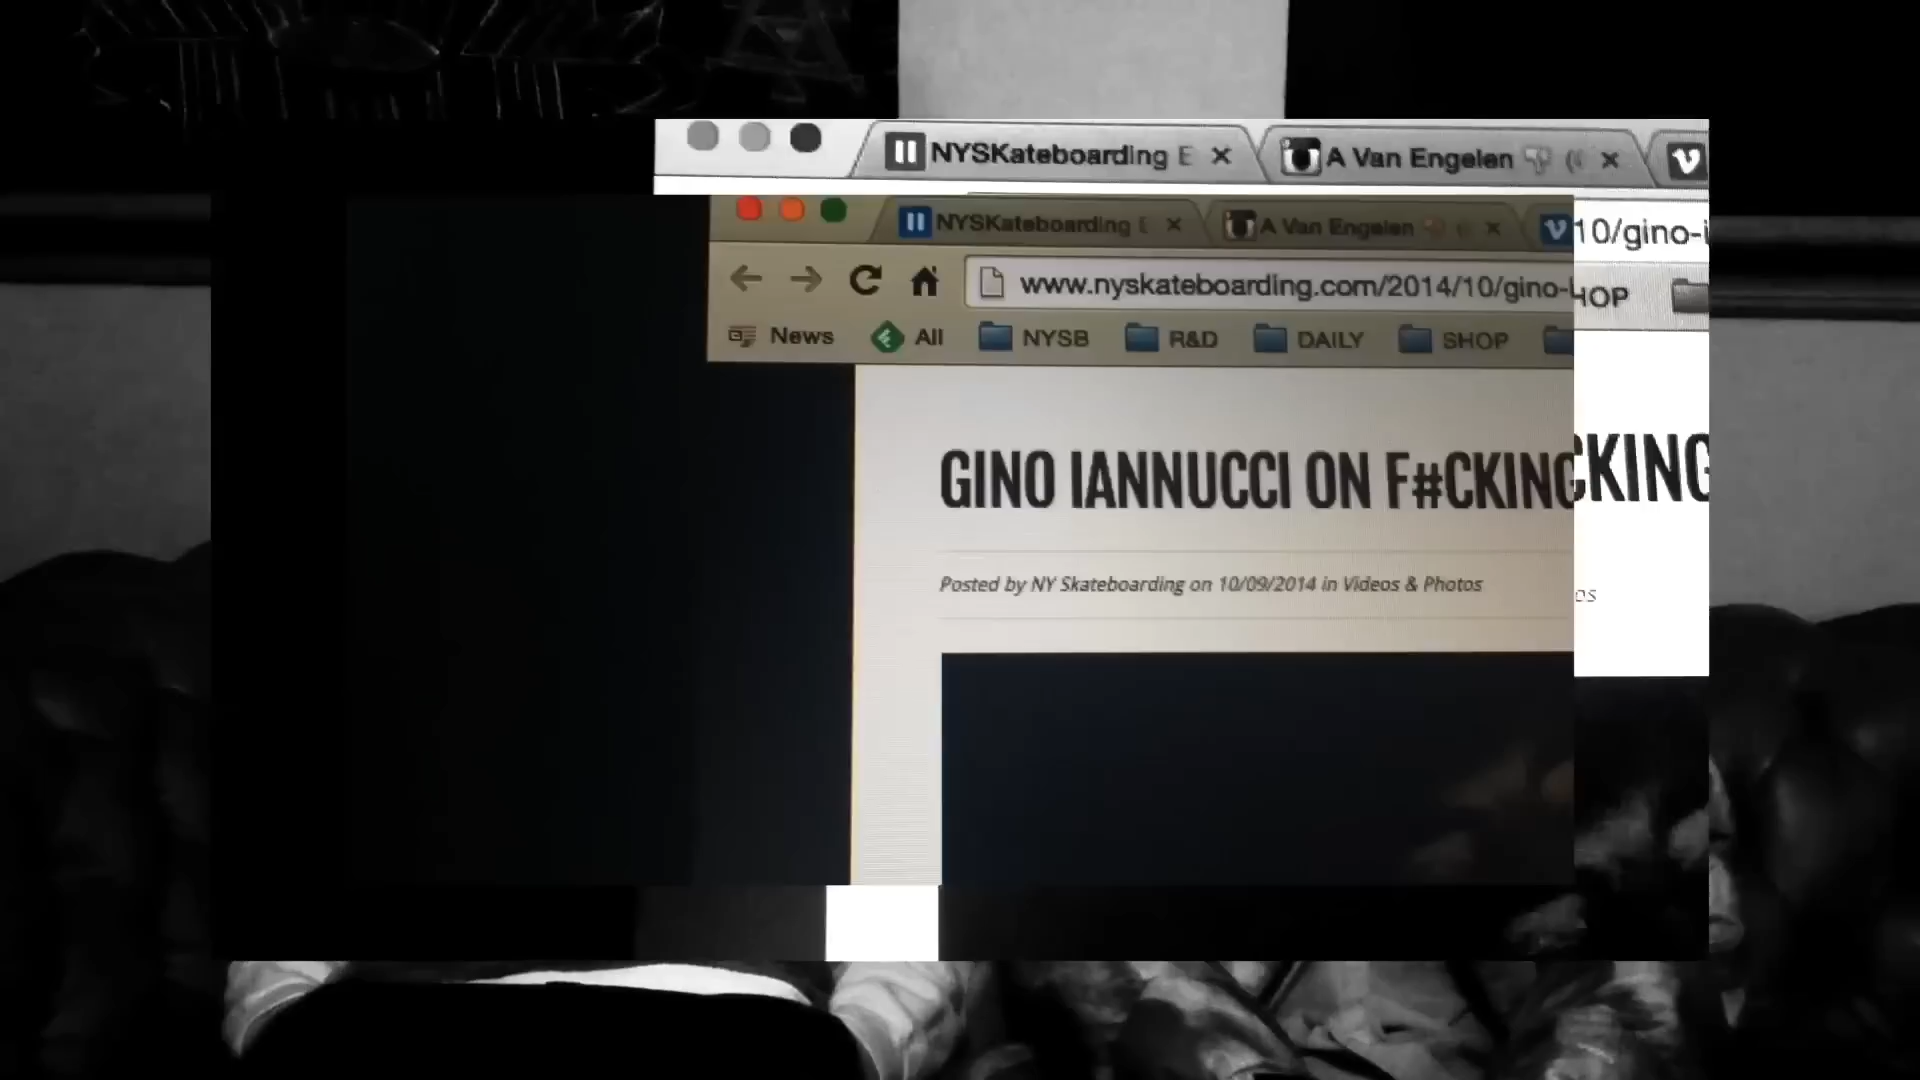 NYSKateboarding E
A Van Engelen
NYSKateboarding E
A Van Engelen
10/gino-i
www.nyskateboarding.com/2014/10/gino-
HOP
News
All
NYSB
R&D
DAILY
SHOP
GINO IANNUCCI ON F#CKING
CKING
Posted by NY Skateboarding on 10/09/2014 in Videos & Photos
os